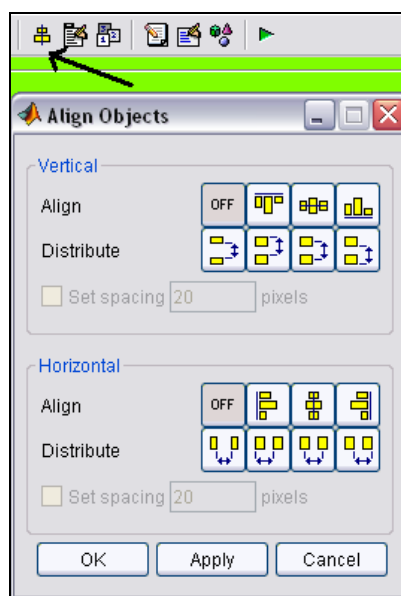 Align Objects
Vertical
Align OFF
Distribute
Set spacing 20 pixels
Horizontal
Align OFF
Distribute
Set spacing 20 pixels
OK Apply Cancel